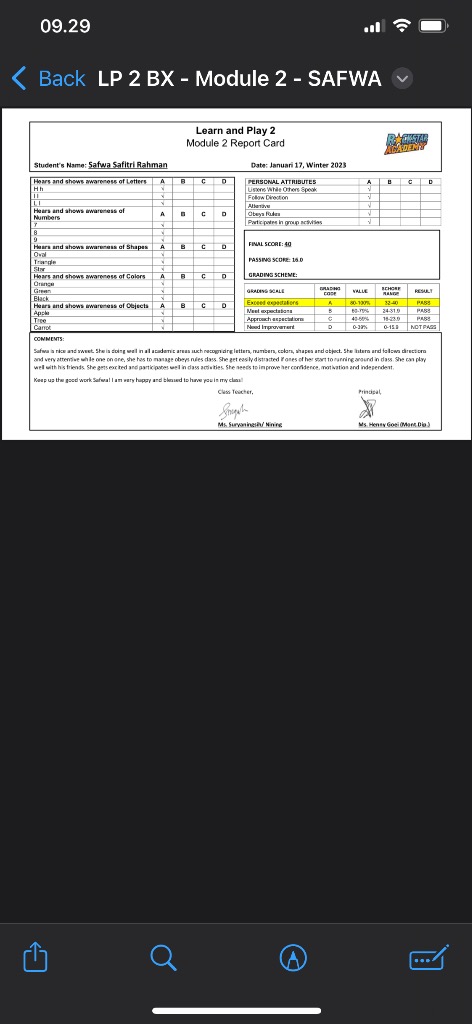 09.29
Back LP 2 BX - Module 2 - SAFWA
Learn and Play 2
Module 2 Report Card
ROCKSTAR ACADEMY
Student's Name: Safwa Safitri Rahman
Date: Januari 17, Winter 2023
Hears and shows awareness of Letters A B C D
H h √
I i √
L l √
Hears and shows awareness of Numbers A B C D
7 √
8 √
9 √
Hears and shows awareness of Shapes A B C D
Oval √
Triangle √
Star √
Hears and shows awareness of Colors A B C D
Orange √
Green √
Black √
Hears and shows awareness of Objects A B C D
Apple √
Tree √
Carrot √
PERSONAL ATTRIBUTES A B C D
Listens While Others Speak √
Follow Direction √
Attentive √
Obeys Rules √
Participates in group activities √
FINAL SCORE: 40
PASSING SCORE: 16.0
GRADING SCHEME:
GRADING SCALE GRADING CODE VALUE SCHORE RANGE RESULT
Exceed expectations A 80-100% 32-40 PASS
Meet expectations B 60-79% 24-31.9 PASS
Approach expectations C 40-59% 16-23.9 PASS
Need Improvement D 0-39% 0-15.9 NOT PASS
COMMENTS:
Safwa is nice and sweet. She is doing well in all academic areas such recognizing letters, numbers, colors, shapes and object. She listens and follows directions
and very attentive while one on one, she has to manage obeys rules class. She get easily distracted if ones of her start to running around in class. She can play
well with his friends. She gets excited and participates well in class activities. She needs to improve her confidence, motivation and independent.
Keep up the good work Safwa! I am very happy and blessed to have you in my class!
Class Teacher,
Principal,
Ms. Suryaningsih/ Nining
Ms. Henny Goei (Mont.Dip.)